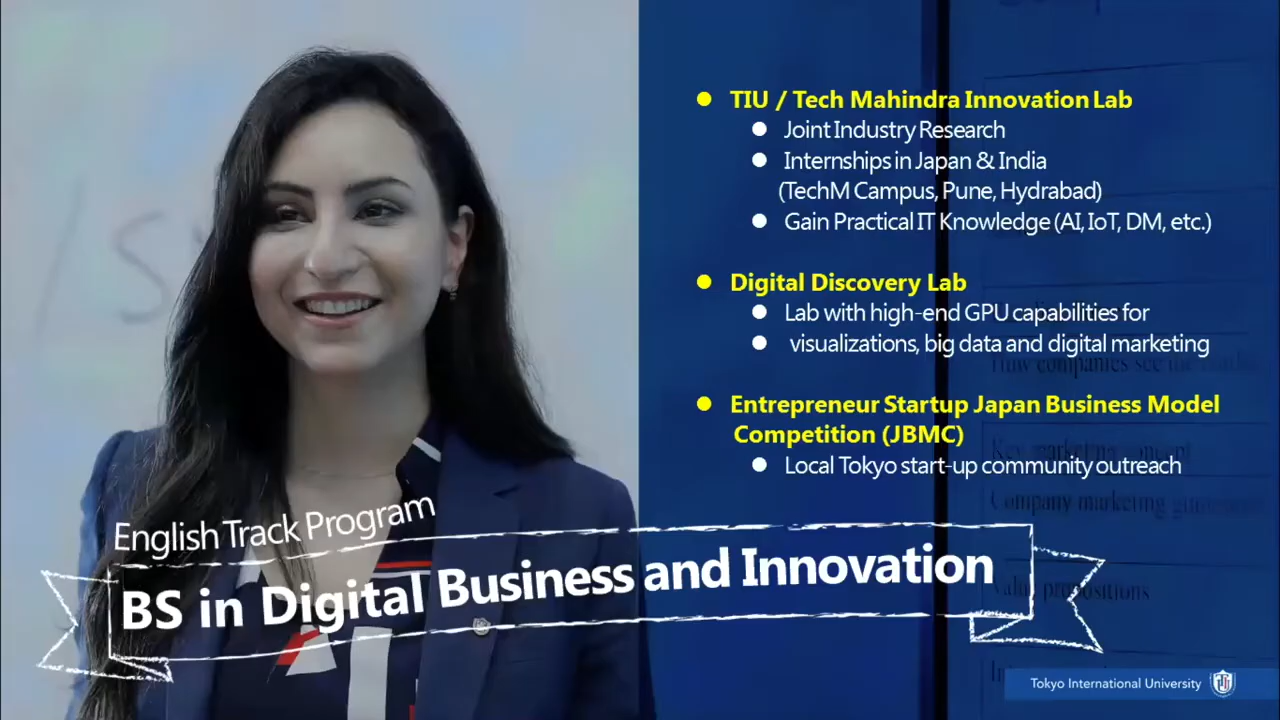 TIU / Tech Mahindra Innovation Lab
Joint Industry Research
Internships in Japan & India
(TechM Campus, Pune, Hydrabad)
Gain Practical IT Knowledge (AI, IoT, DM, etc.)
Digital Discovery Lab
Lab with high-end GPU capabilities for
visualizations, big data and digital marketing
Entrepreneur Startup Japan Business Model
Competition (JBMC)
Local Tokyo start-up community outreach
English Track Program
BS in Digital Business and Innovation
Company marketing
Tokyo International University